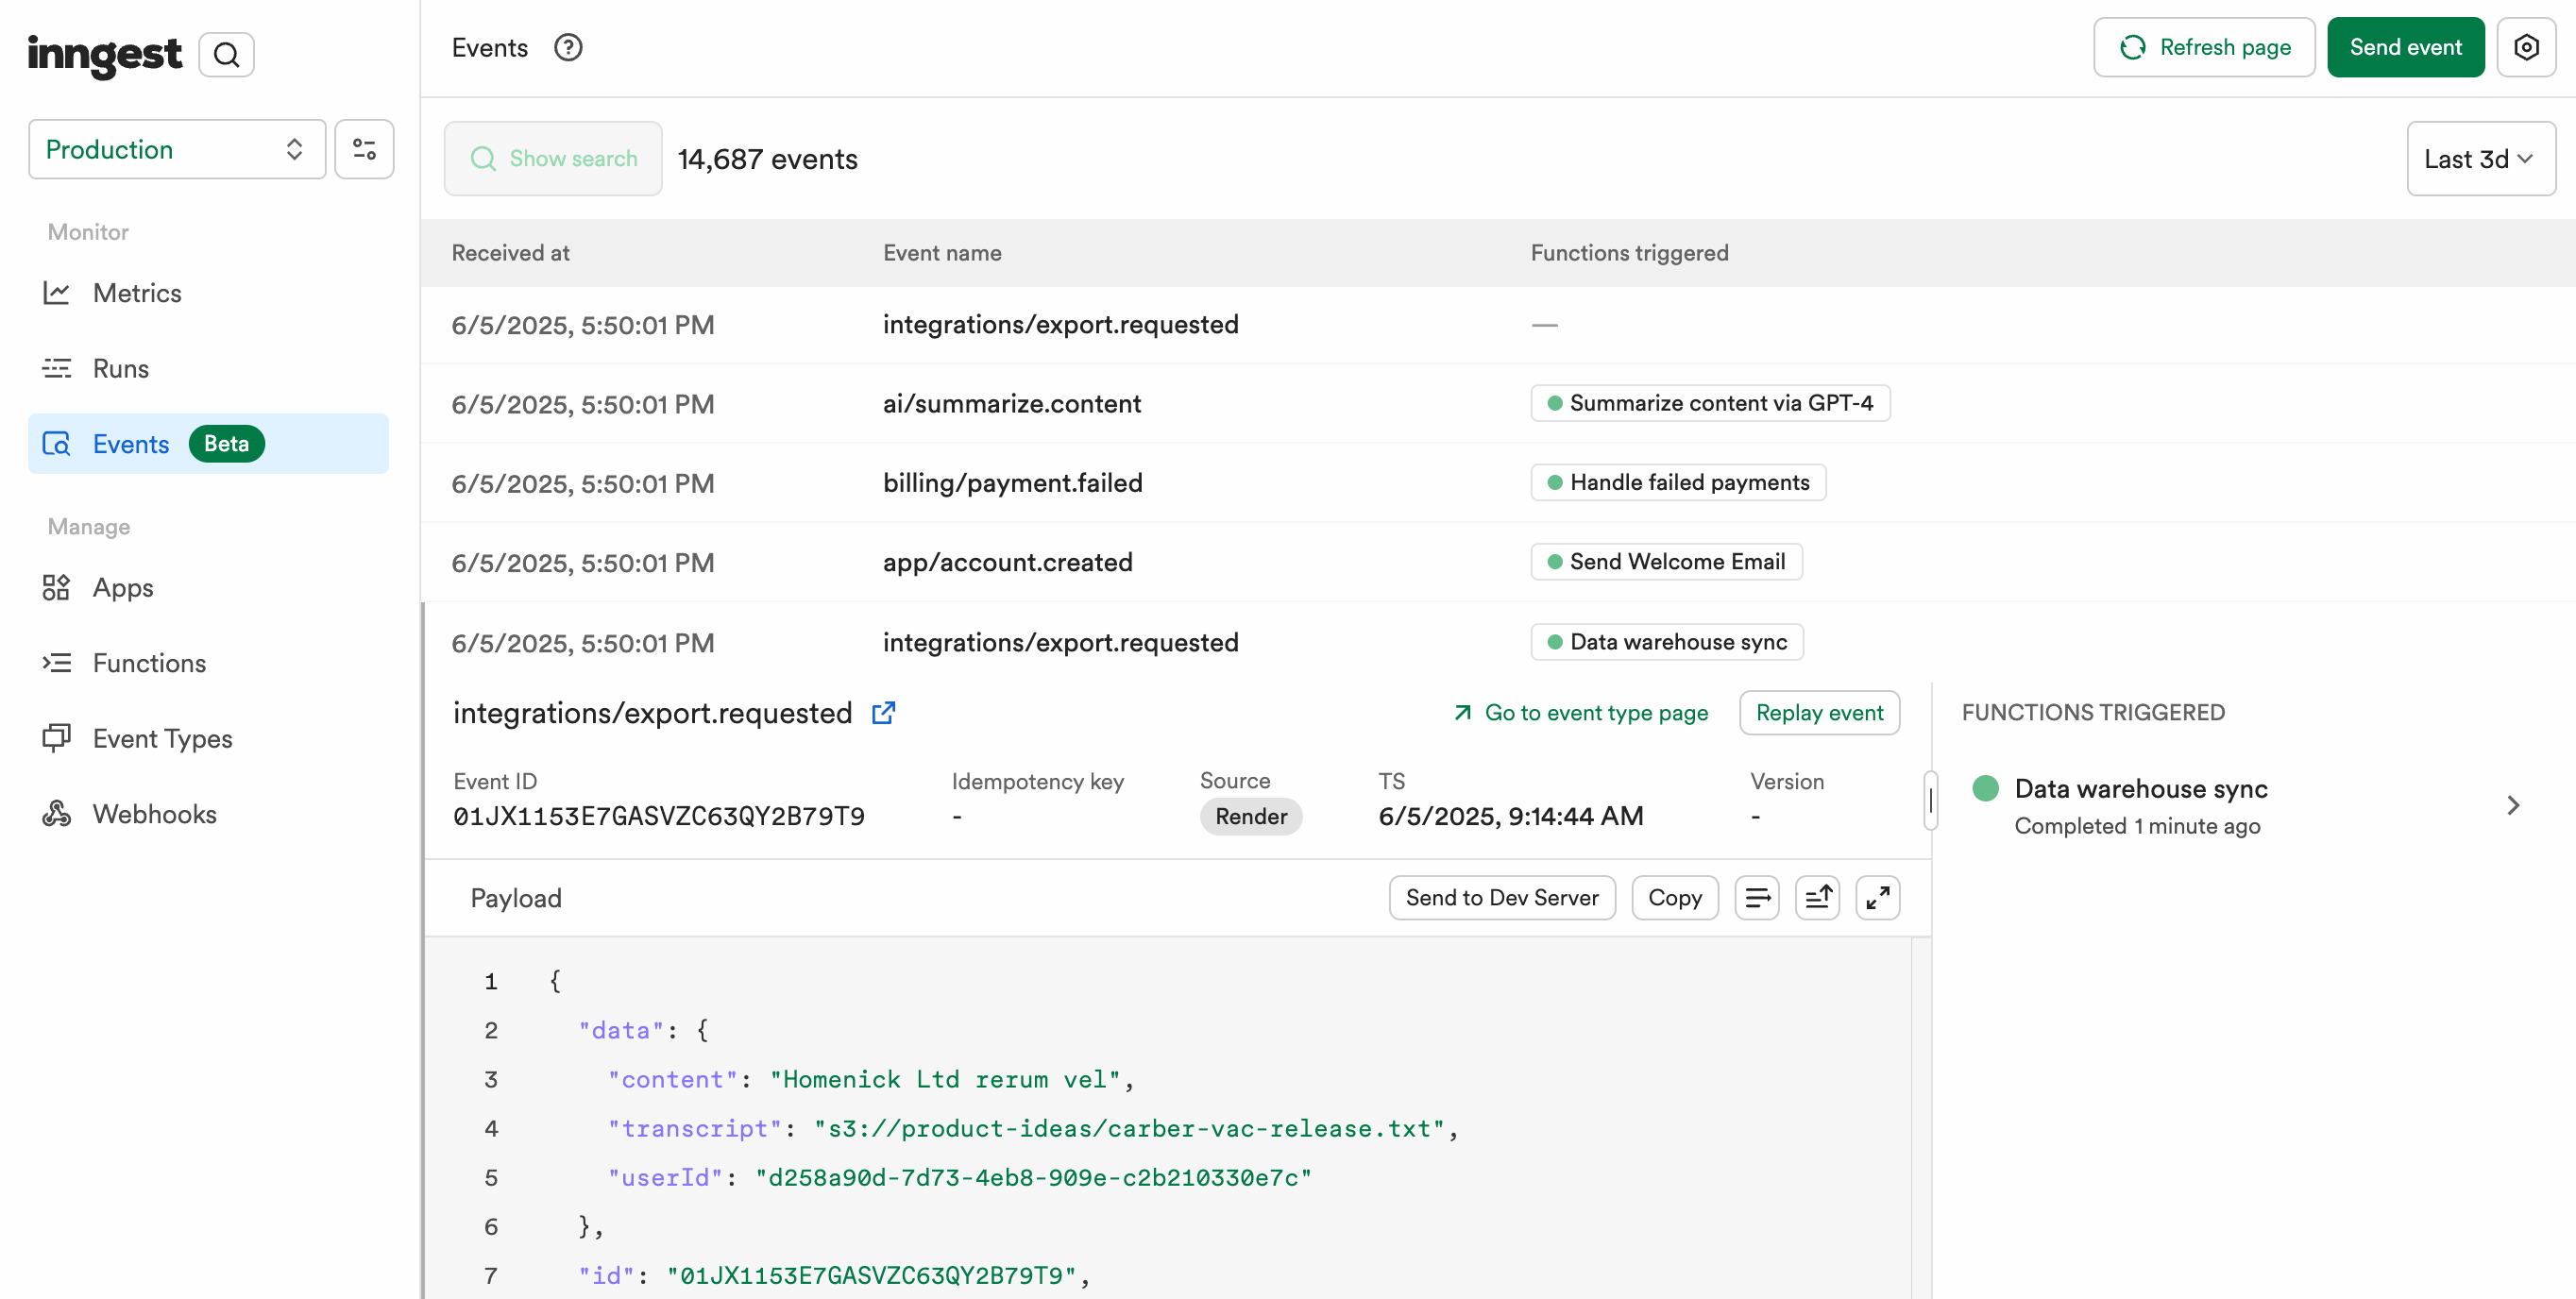 inngest
Production
Monitor
Metrics
Runs
Events Beta
Manage
Apps
Functions
Event Types
Webhooks
Events
Refresh page
Send event
Show search
14,687 events
Last 3d
Received at Event name Functions triggered
6/5/2025, 5:50:01 PM integrations/export.requested —
6/5/2025, 5:50:01 PM ai/summarize.content Summarize content via GPT-4
6/5/2025, 5:50:01 PM billing/payment.failed Handle failed payments
6/5/2025, 5:50:01 PM app/account.created Send Welcome Email
6/5/2025, 5:50:01 PM integrations/export.requested Data warehouse sync
integrations/export.requested Go to event type page Replay event
Event ID Idempotency key Source TS Version
01JX1153E7GASVZC63QY2B79T9 - Render 6/5/2025, 9:14:44 AM -
Payload Send to Dev Server Copy
1 {
2 "data": {
3 "content": "Homenick Ltd rerum vel",
4 "transcript": "s3://product-ideas/carber-vac-release.txt",
5 "userId": "d258a90d-7d73-4eb8-909e-c2b210330e7c"
6 },
7 "id": "01JX1153E7GASVZC63QY2B79T9",
FUNCTIONS TRIGGERED
Data warehouse sync
Completed 1 minute ago